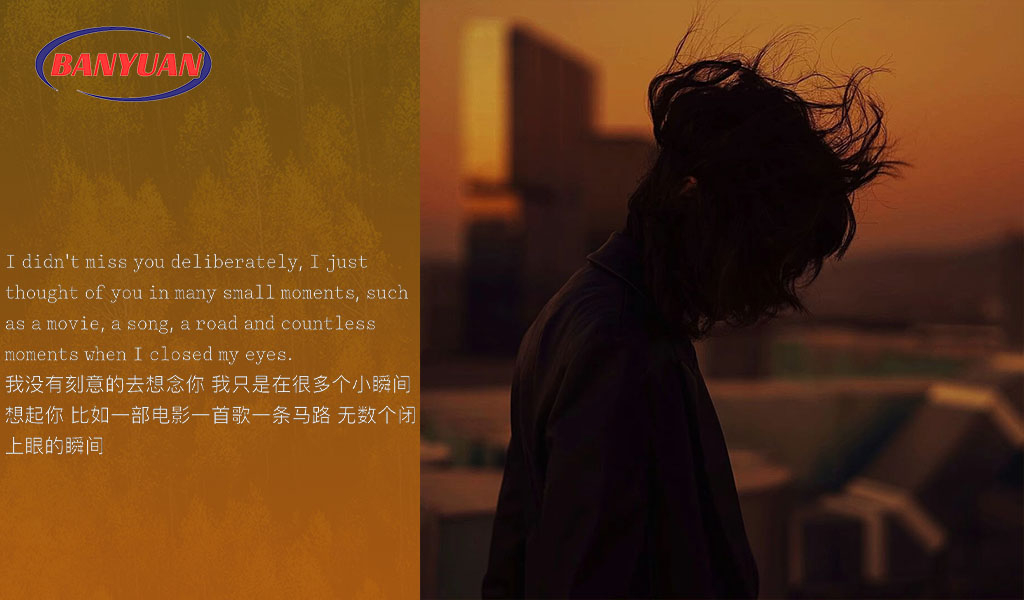 BANYUAN
I didn't miss you deliberately, I just
thought of you in many small moments, such
as a movie, a song, a road and countless
moments when I closed my eyes.
我没有刻意的去想念你 我只是在很多个小瞬间
想起你 比如一部电影一首歌一条马路 无数个闭
上眼的瞬间